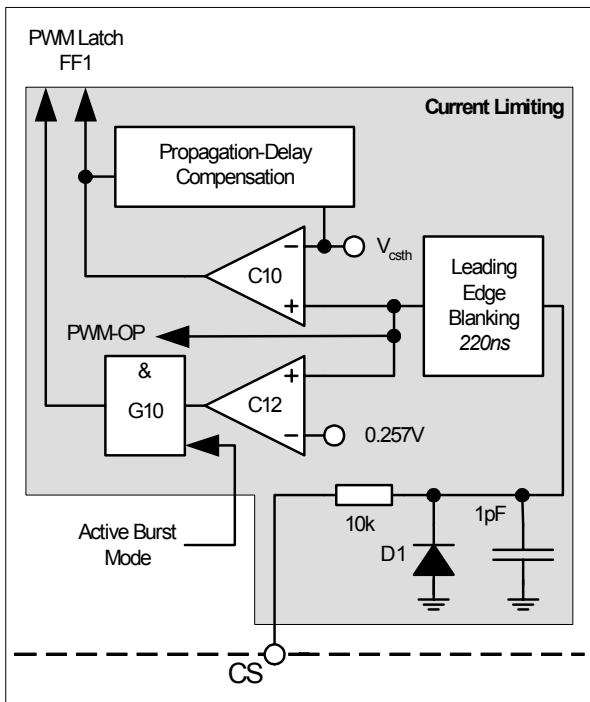 PWM Latch
FF1
Current Limiting
Propagation-Delay
Compensation
−
Vcsth
C10
+
Leading
Edge
Blanking
220ns
PWM-OP
&
G10
+
C12
−
0.257V
10k
1pF
Active Burst
Mode
D1
CS